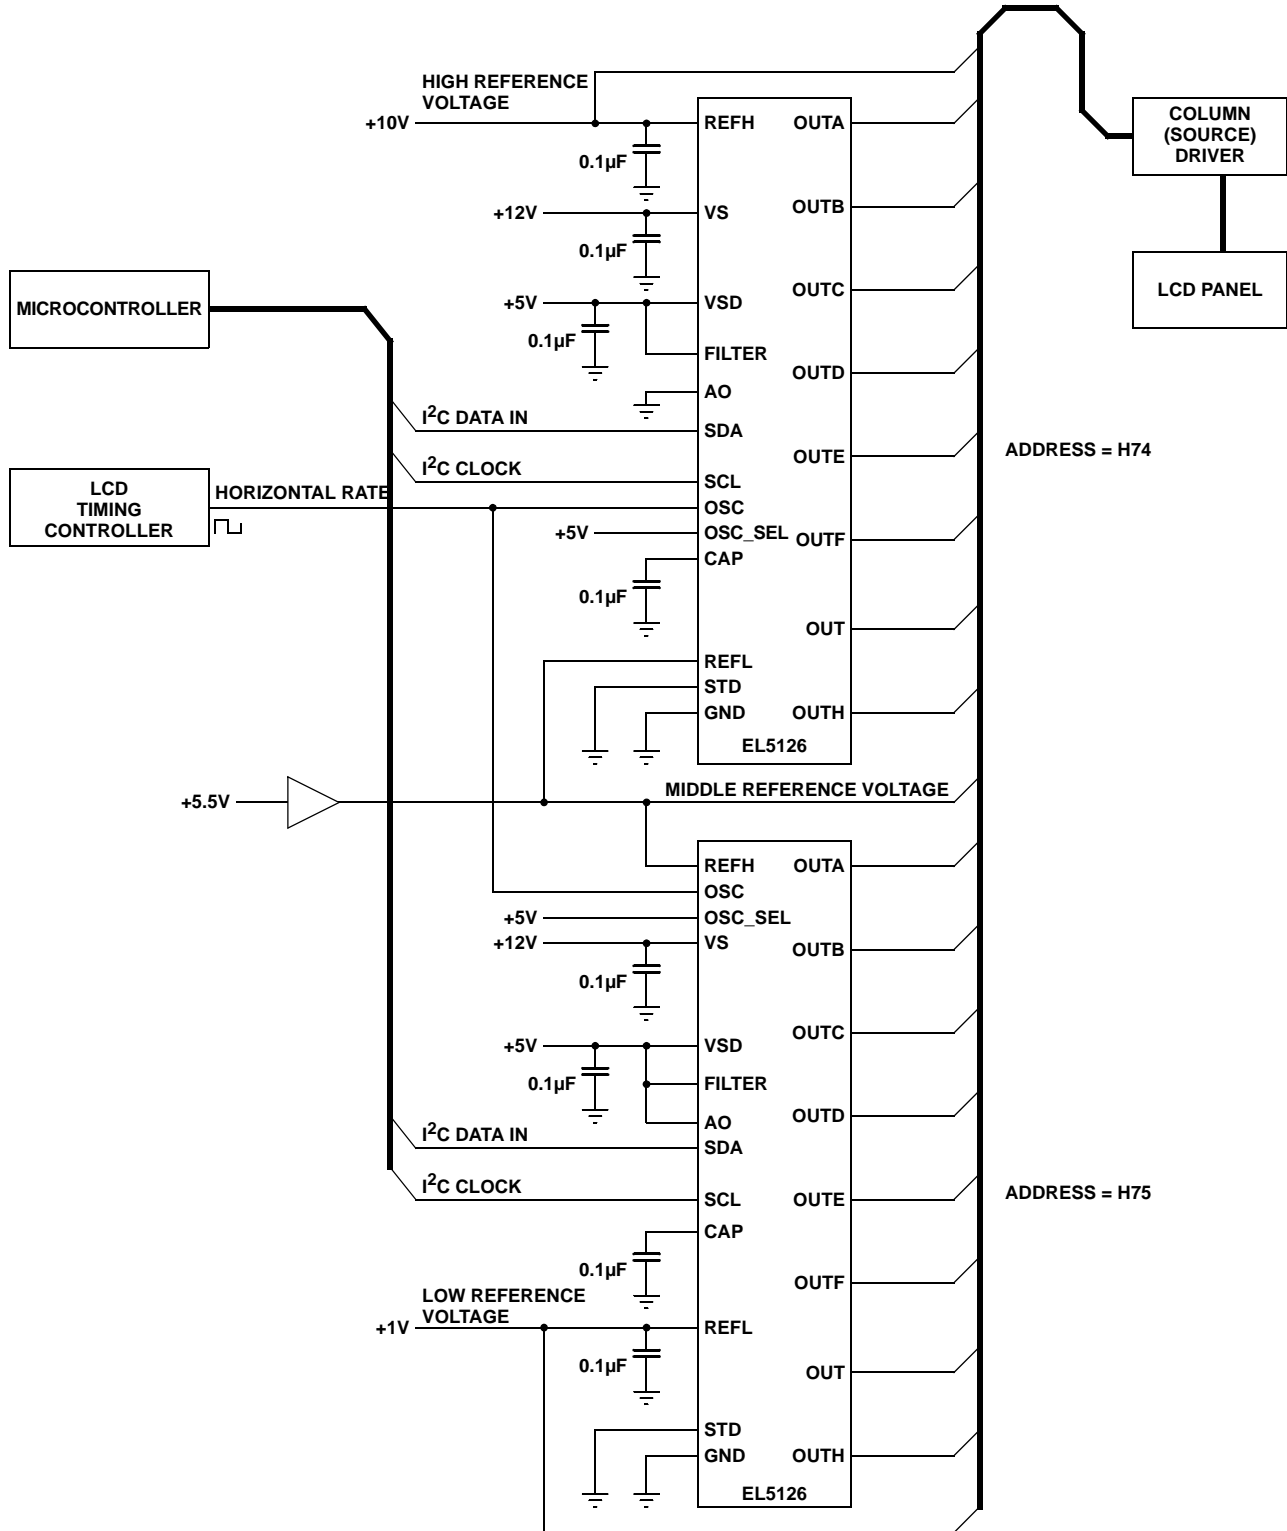 HIGH REFERENCE
VOLTAGE
+10V
REFH
OUTA
0.1µF
+12V
VS
OUTB
0.1µF
+5V
VSD
OUTC
0.1µF
FILTER
OUTD
AO
I2C DATA IN
SDA
OUTE
I2C CLOCK
SCL
HORIZONTAL RATE
OSC
+5V
OSC_SEL
OUTF
CAP
0.1µF
OUT
REFL
STD
GND
OUTH
EL5126
COLUMN
(SOURCE)
DRIVER
LCD PANEL
MICROCONTROLLER
LCD
TIMING
CONTROLLER
ADDRESS = H74
+5.5V
MIDDLE REFERENCE VOLTAGE
REFH
OUTA
OSC
+5V
OSC_SEL
+12V
VS
OUTB
0.1µF
OUTC
+5V
VSD
0.1µF
FILTER
OUTD
AO
I2C DATA IN
SDA
I2C CLOCK
SCL
OUTE
ADDRESS = H75
CAP
0.1µF
OUTF
LOW REFERENCE
VOLTAGE
+1V
REFL
0.1µF
OUT
STD
GND
OUTH
EL5126